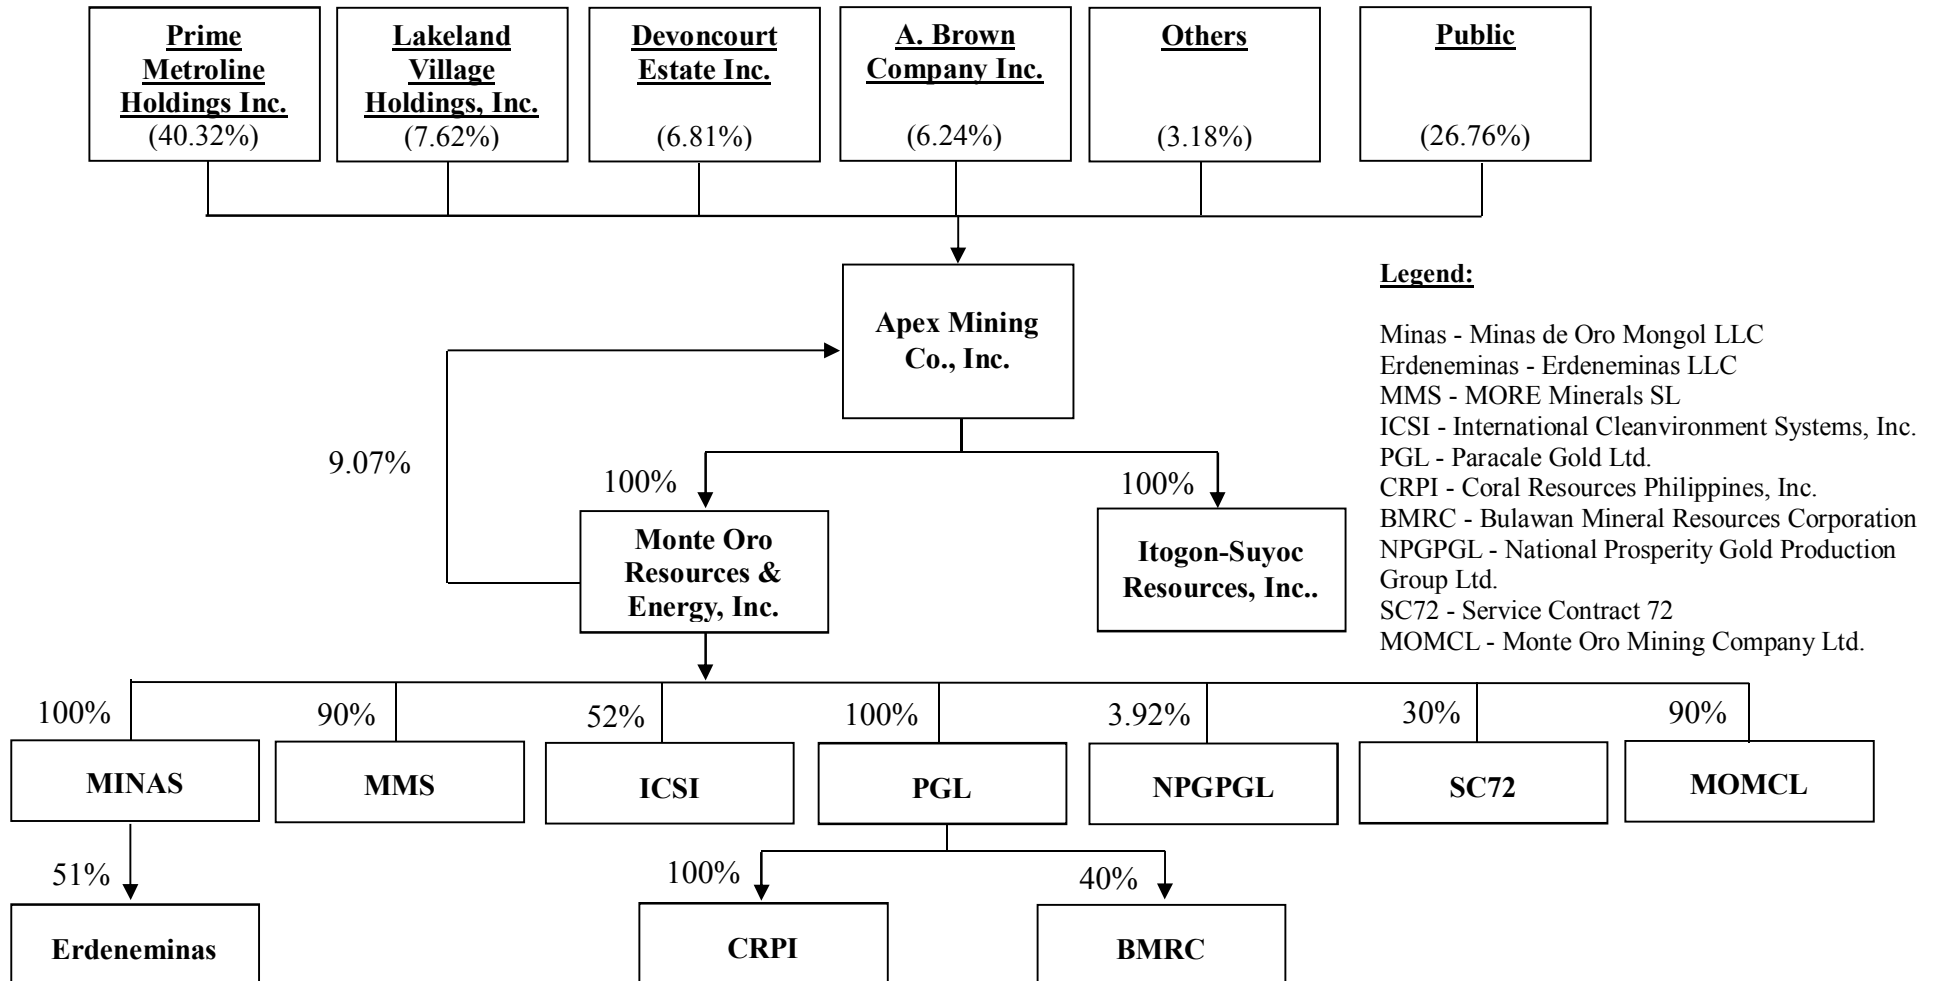 Prime
Metroline
Holdings Inc.
(40.32%)
Lakeland
Village
Holdings, Inc.
(7.62%)
Devoncourt
Estate Inc.
(6.81%)
A. Brown
Company Inc.
(6.24%)
Others
(3.18%)
Public
(26.76%)
Apex Mining
Co., Inc.
9.07%
100%
100%
Monte Oro
Resources &
Energy, Inc.
Itogon-Suyoc
Resources, Inc..
Legend:
Minas - Minas de Oro Mongol LLC
Erdeneminas - Erdeneminas LLC
MMS - MORE Minerals SL
ICSI - International Cleanvironment Systems, Inc.
PGL - Paracale Gold Ltd.
CRPI - Coral Resources Philippines, Inc.
BMRC - Bulawan Mineral Resources Corporation
NPGPGL - National Prosperity Gold Production
Group Ltd.
SC72 - Service Contract 72
MOMCL - Monte Oro Mining Company Ltd.
100%
90%
52%
100%
3.92%
30%
90%
MINAS
MMS
ICSI
PGL
NPGPGL
SC72
MOMCL
51%
100%
40%
Erdeneminas
CRPI
BMRC